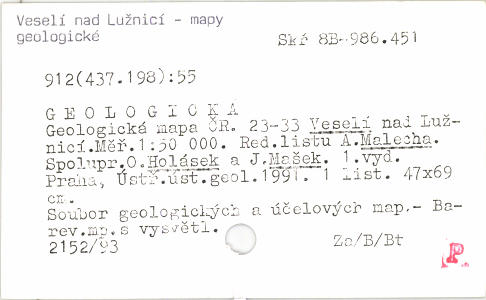 Veselí nad Lužnicí - mapy
geologické
Skř 8B-986.451
912(437.198):55
GEOLOGICKÁ
Geologická mapa ČR. 23-33 Veselí nad Luž-
nicí.Měř.1:50 000. Red.listu A.Malecha.
Spolupr.O.Holásek a J.Mašek. 1.vyd.
Praha, Ústř.úst.geol.1991. 1 list. 47x69
cm.
Soubor geologických a účelových map.- Ba-
rev.mp.s vysvětl.
2152/93
Za/B/Bt
P.